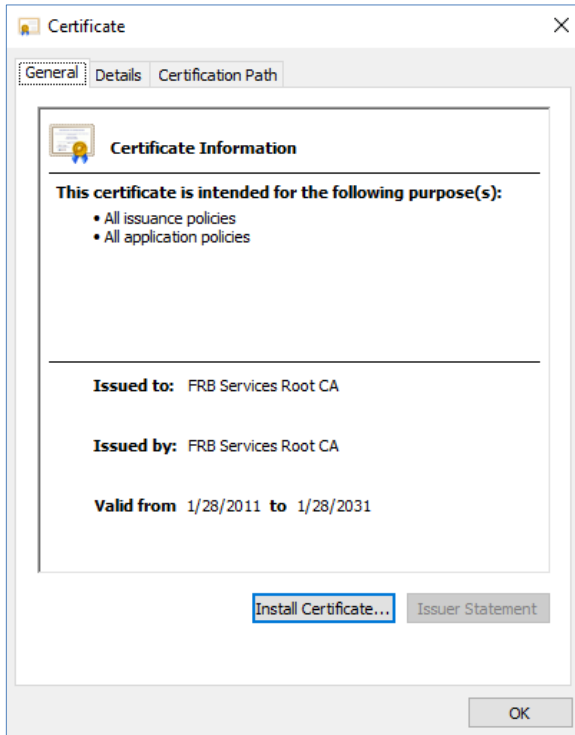 Certificate
General Details Certification Path
Certificate Information
This certificate is intended for the following purpose(s):
• All issuance policies
• All application policies
Issued to: FRB Services Root CA
Issued by: FRB Services Root CA
Valid from 1/28/2011 to 1/28/2031
Install Certificate... Issuer Statement
OK